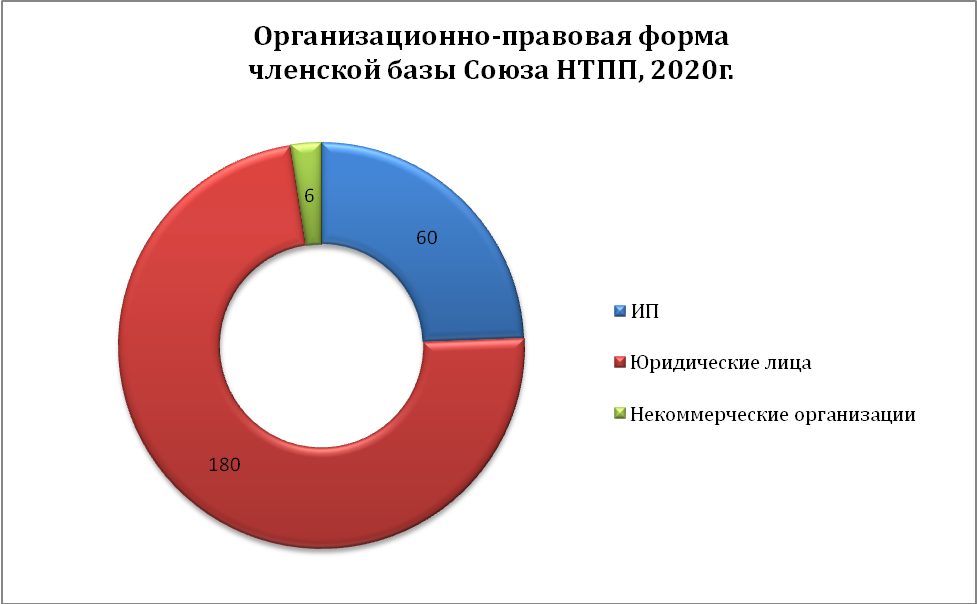 Организационно-правовая форма
членской базы Союза НТПП, 2020г.
6
60
180
ИП
Юридические лица
Некоммерческие организации